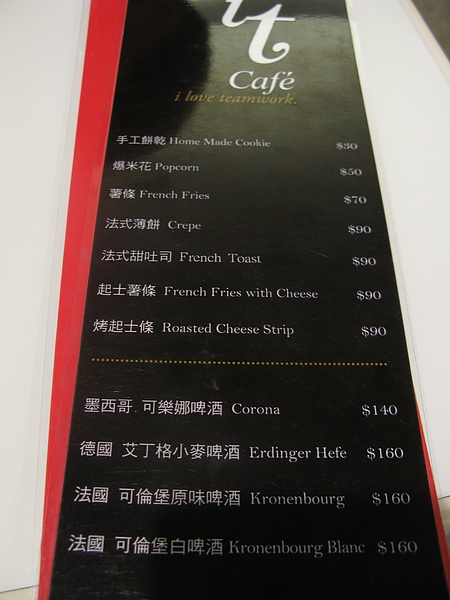 it
Café
i love teamwork.
手工餅乾 Home Made Cookie $30
爆米花 Popcorn $50
薯條 French Fries $70
法式薄餅 Crepe $90
法式甜吐司 French Toast $90
起士薯條 French Fries with Cheese $90
烤起士條 Roasted Cheese Strip $90
墨西哥．可樂娜啤酒 Corona $140
德國 艾丁格小麥啤酒 Erdinger Hefe $160
法國 可倫堡原味啤酒 Kronenbourg $160
法國 可倫堡白啤酒 Kronenbourg Blanc $160